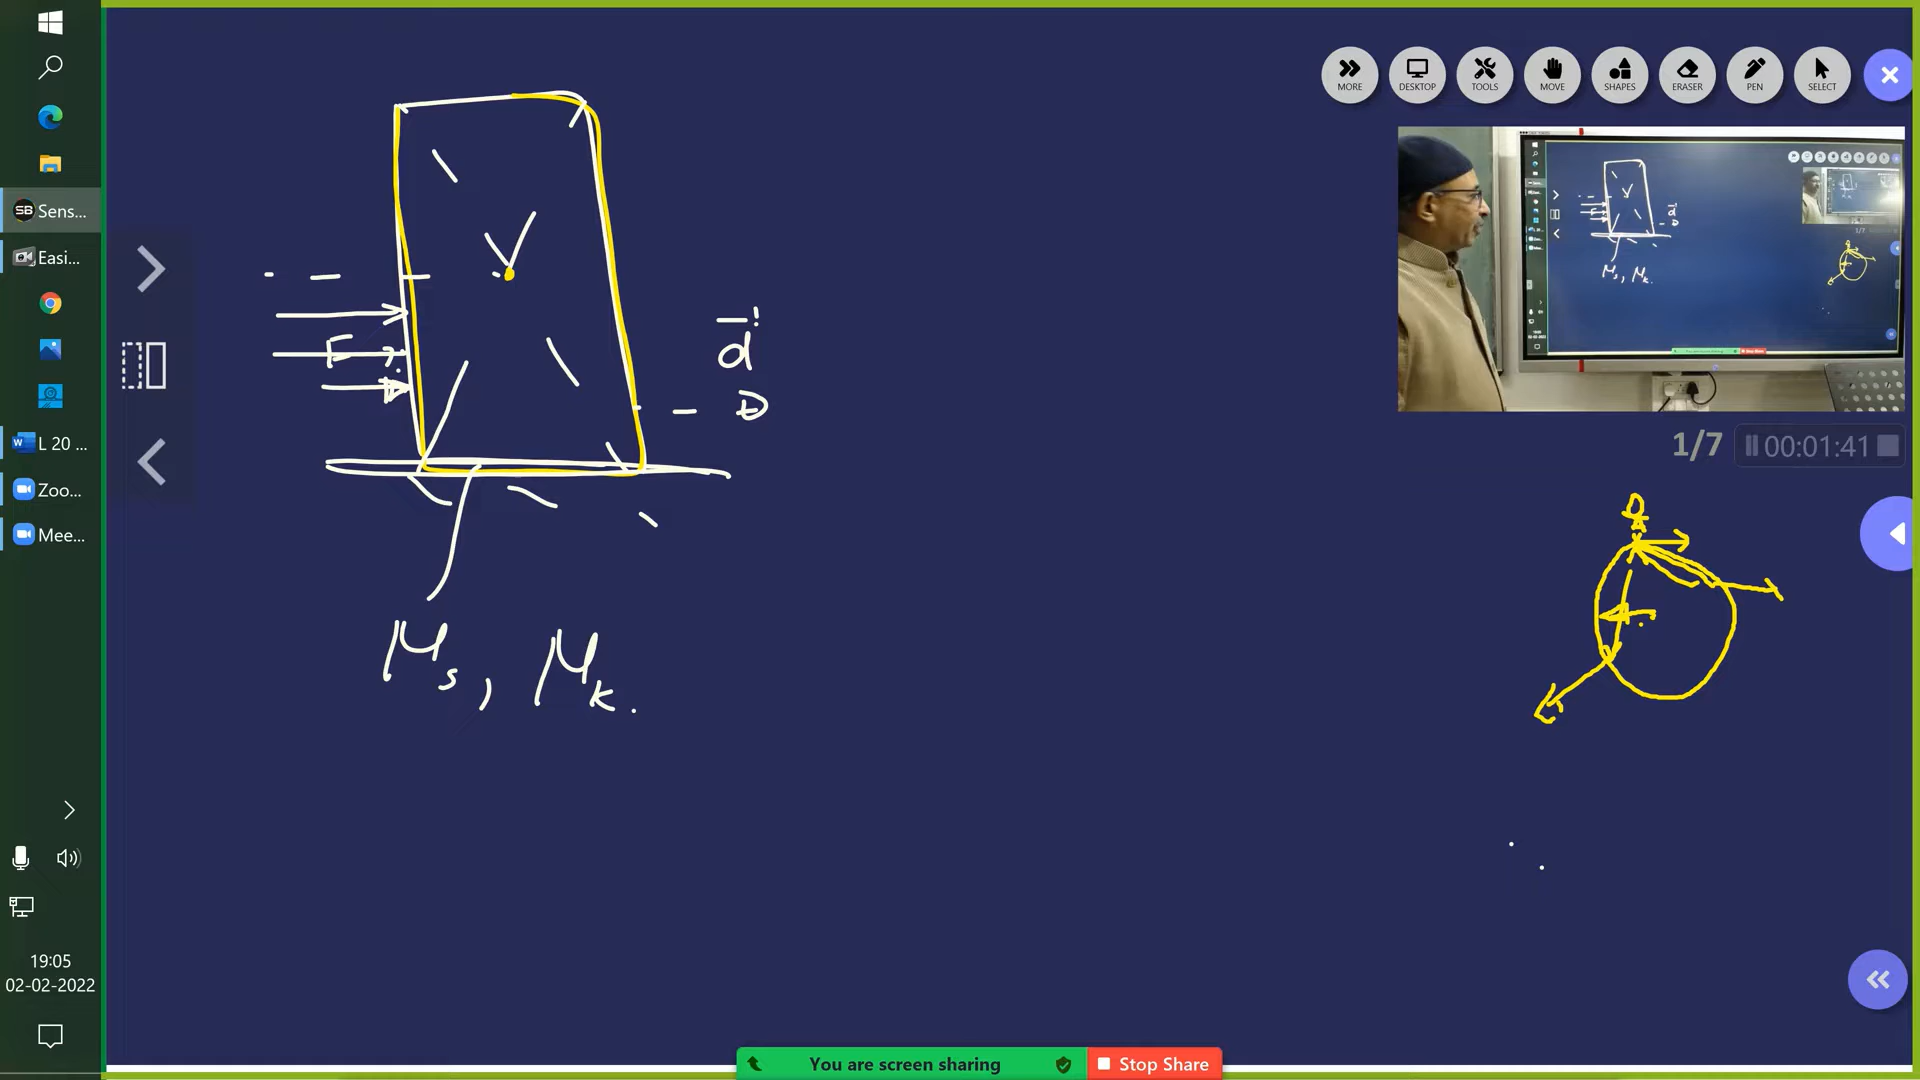 MORE
DESKTOP
TOOLS
MOVE
SHAPES
ERASER
PEN
SELECT
Sens...
Easi...
L 20 ...
Zoo...
Mee...
F
d
D
μs, μk.
1/7
00:01:41
19:05
02-02-2022
You are screen sharing
Stop Share